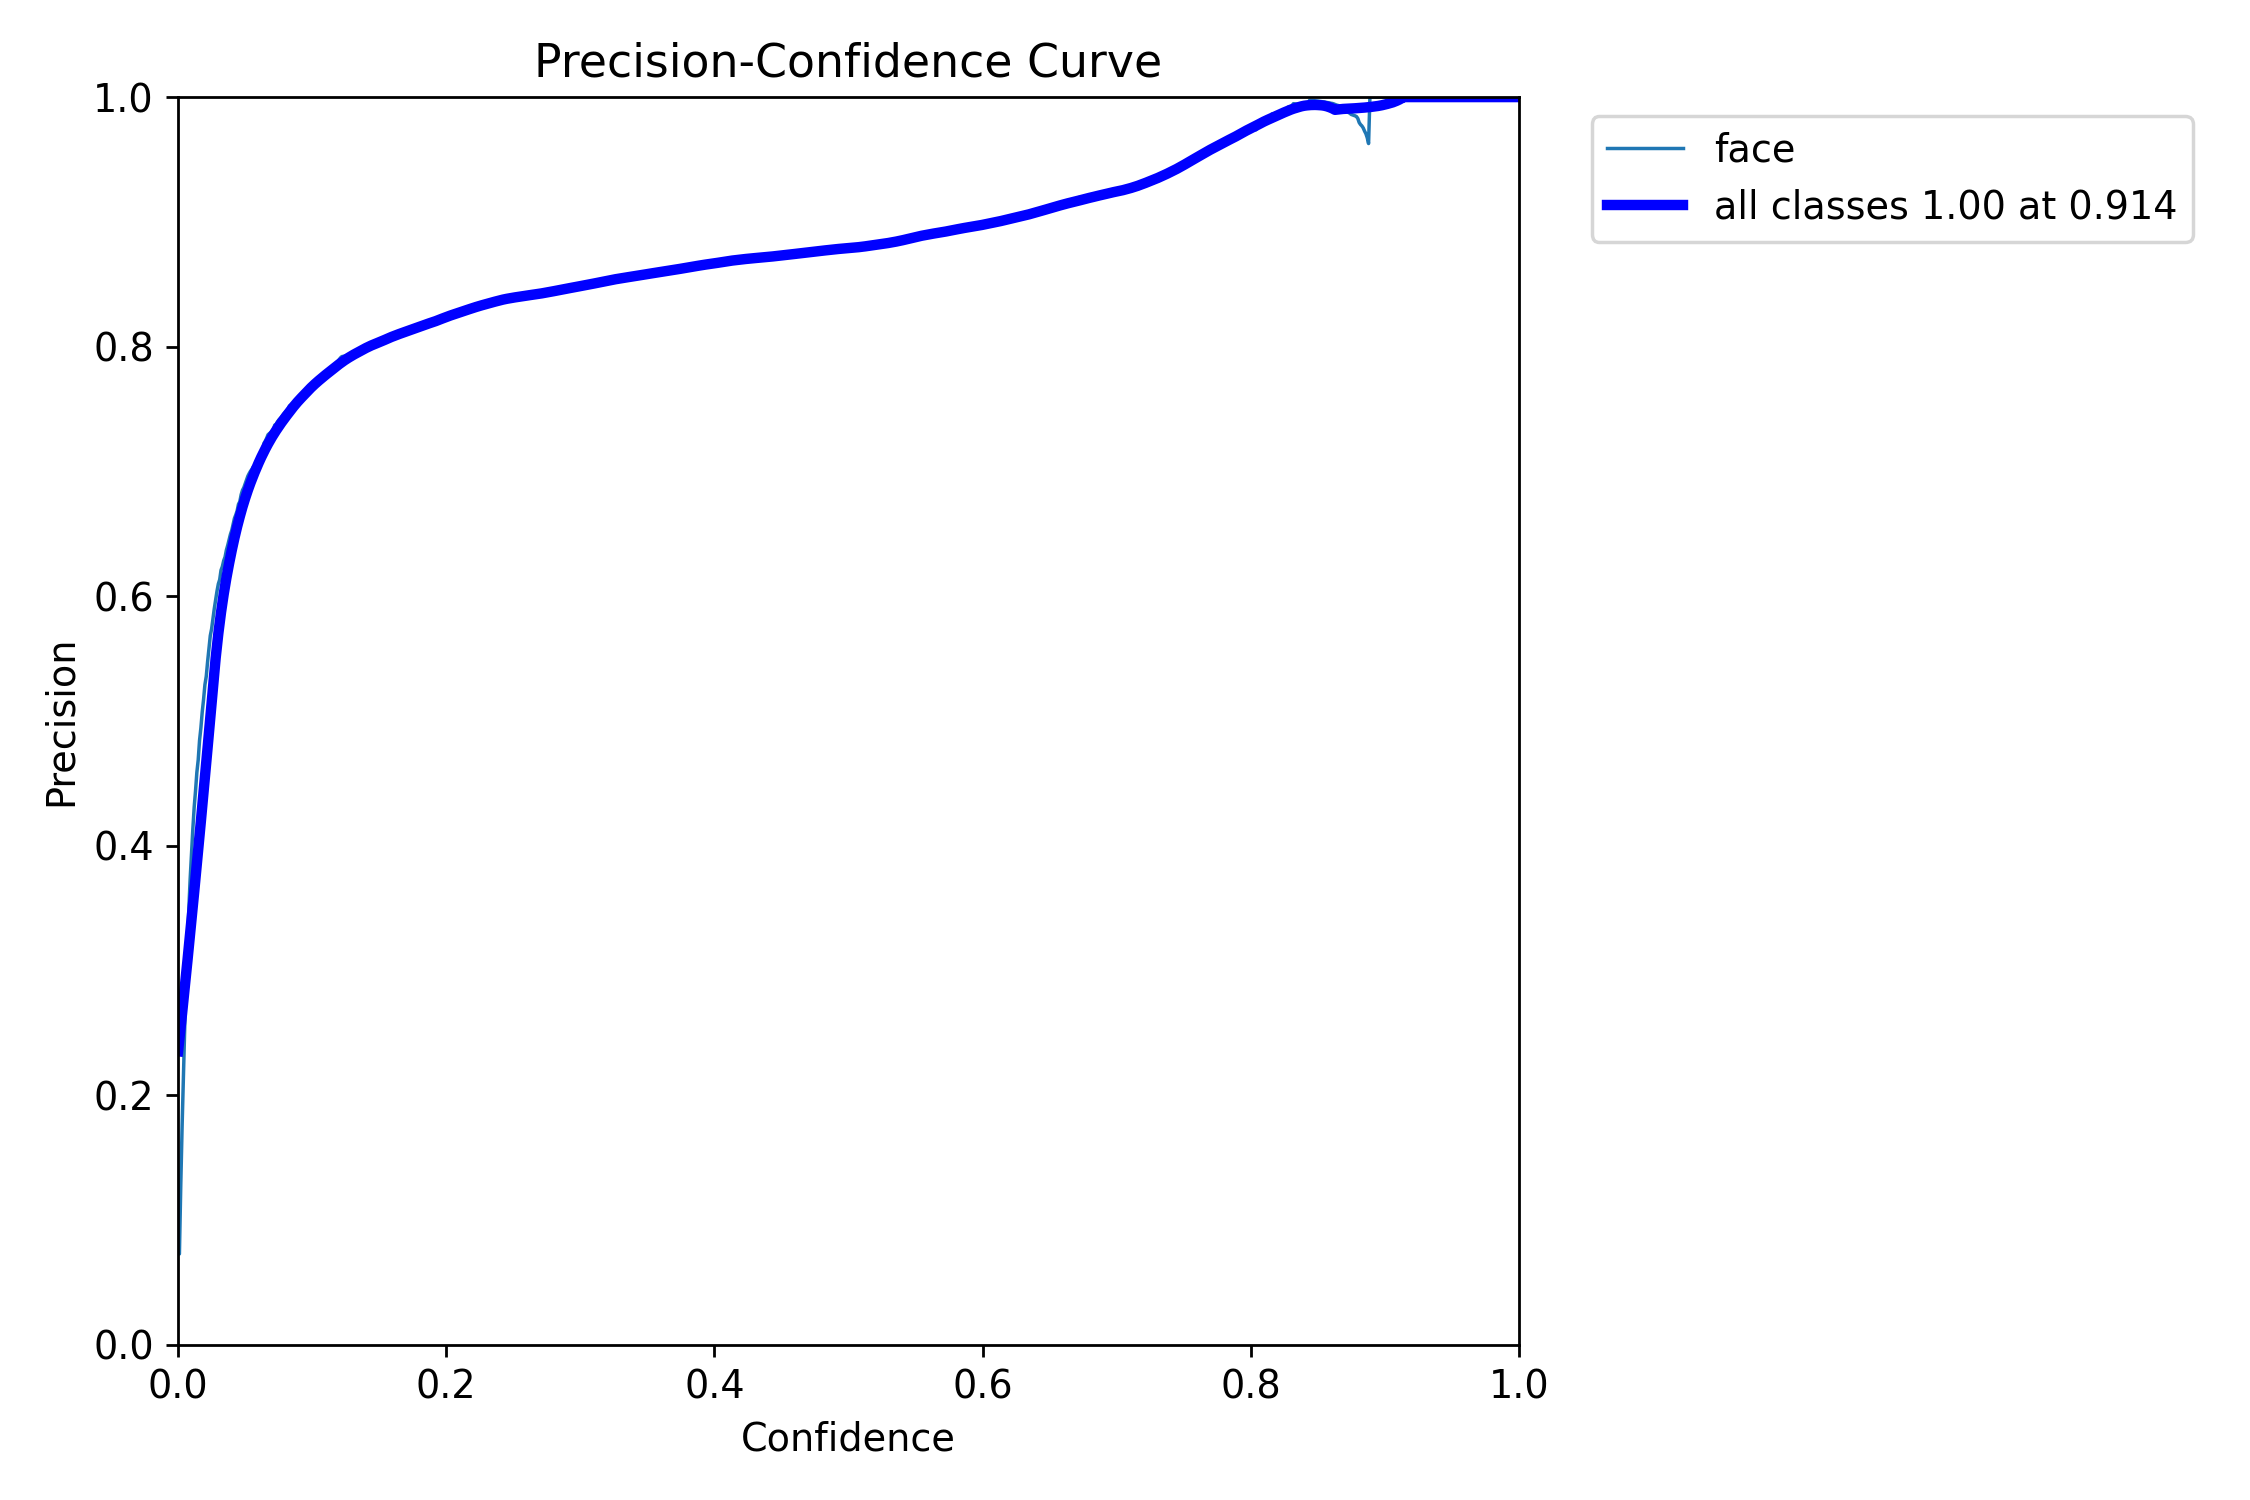 Precision-Confidence Curve
1.0
0.8
0.6
0.4
0.2
0.0
Precision
0.0 0.2 0.4 0.6 0.8 1.0
Confidence
face
all classes 1.00 at 0.914